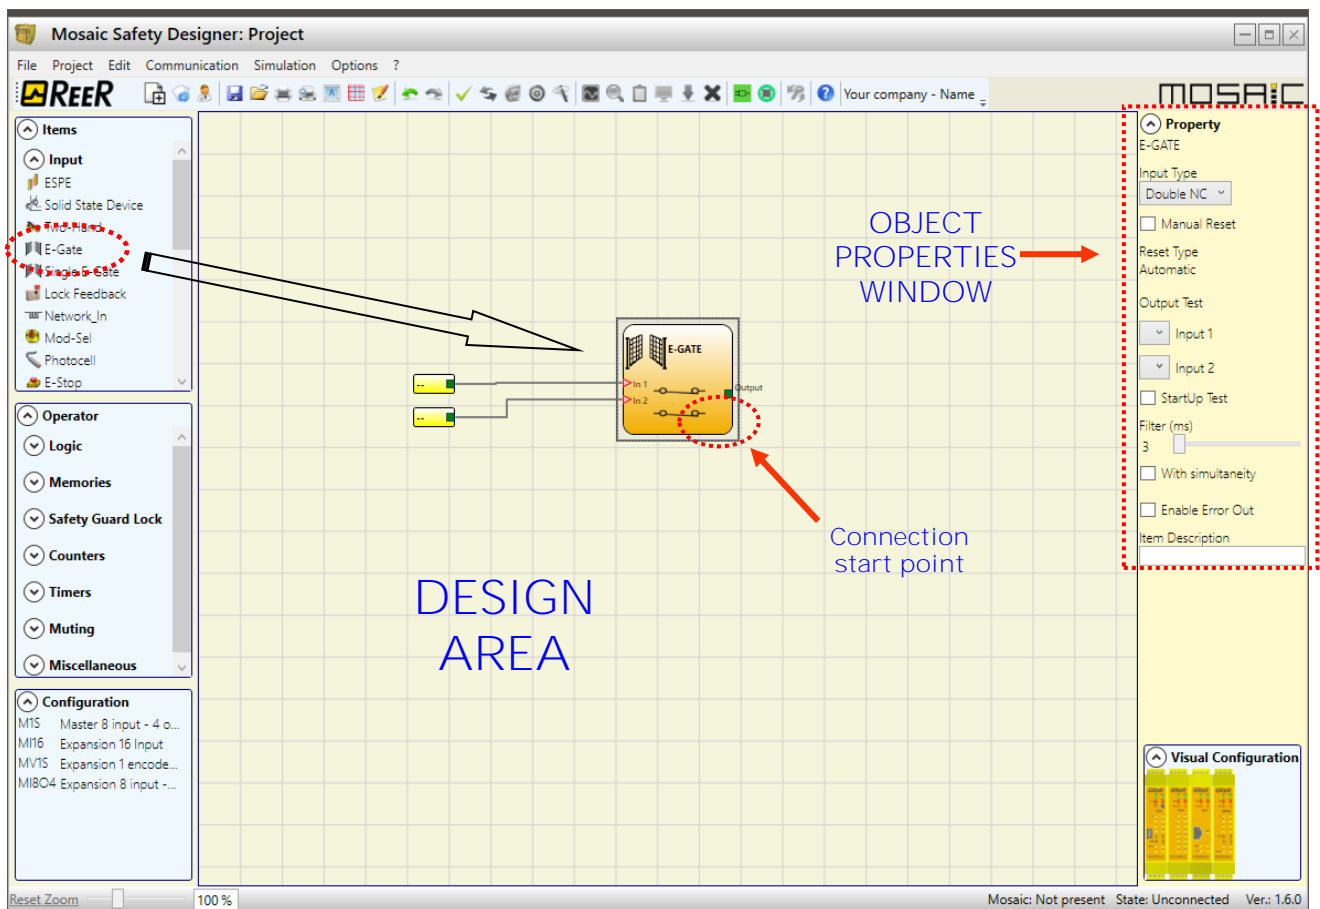 Mosaic Safety Designer: Project
File Project Edit Communication Simulation Options ?
REER
Your company - Name
MOSAIC
Items
Input
ESPE
Solid State Device
Two-Hand
E-Gate
Single E-Gate
Lock Feedback
Network_In
Mod-Sel
Photocell
E-Stop
Operator
Logic
Memories
Safety Guard Lock
Counters
Timers
Muting
Miscellaneous
Configuration
M1S Master 8 input - 4 o...
MI16 Expansion 16 Input
MV1S Expansion 1 encode...
MI8O4 Expansion 8 input -...
Reset Zoom
100 %
--
--
E-GATE
In 1
In 2
Output
OBJECT
PROPERTIES
WINDOW
Connection
start point
DESIGN
AREA
Property
E-GATE
Input Type
Double NC
Manual Reset
Reset Type
Automatic
Output Test
Input 1
Input 2
StartUp Test
Filter (ms)
3
With simultaneity
Enable Error Out
Item Description
Visual Configuration
Mosaic: Not present State: Unconnected Ver.: 1.6.0